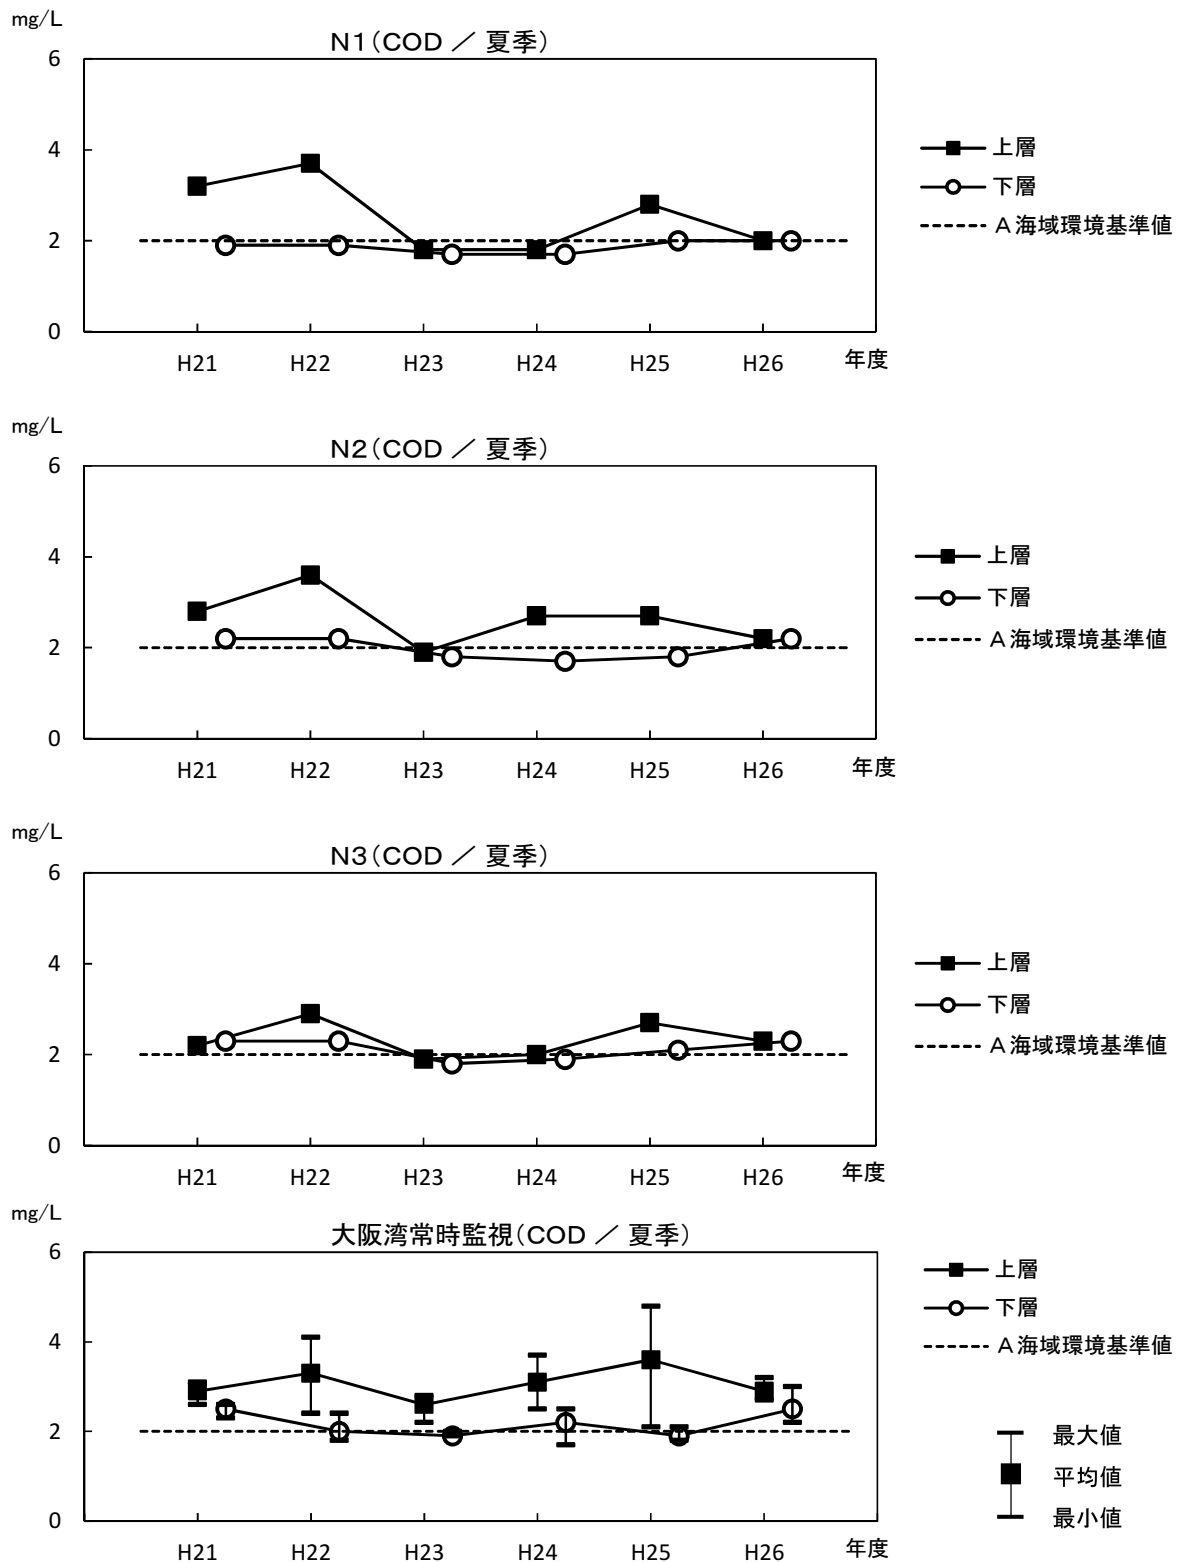 mg/L
N1(COD ／ 夏季)
6
4
2
0
H21 H22 H23 H24 H25 H26 年度
上層
下層
A海域環境基準値
mg/L
N2(COD ／ 夏季)
6
4
2
0
H21 H22 H23 H24 H25 H26 年度
上層
下層
A海域環境基準値
mg/L
N3(COD ／ 夏季)
6
4
2
0
H21 H22 H23 H24 H25 H26 年度
上層
下層
A海域環境基準値
mg/L
大阪湾常時監視(COD ／ 夏季)
6
4
2
0
H21 H22 H23 H24 H25 H26 年度
上層
下層
A海域環境基準値
最大値
平均値
最小値